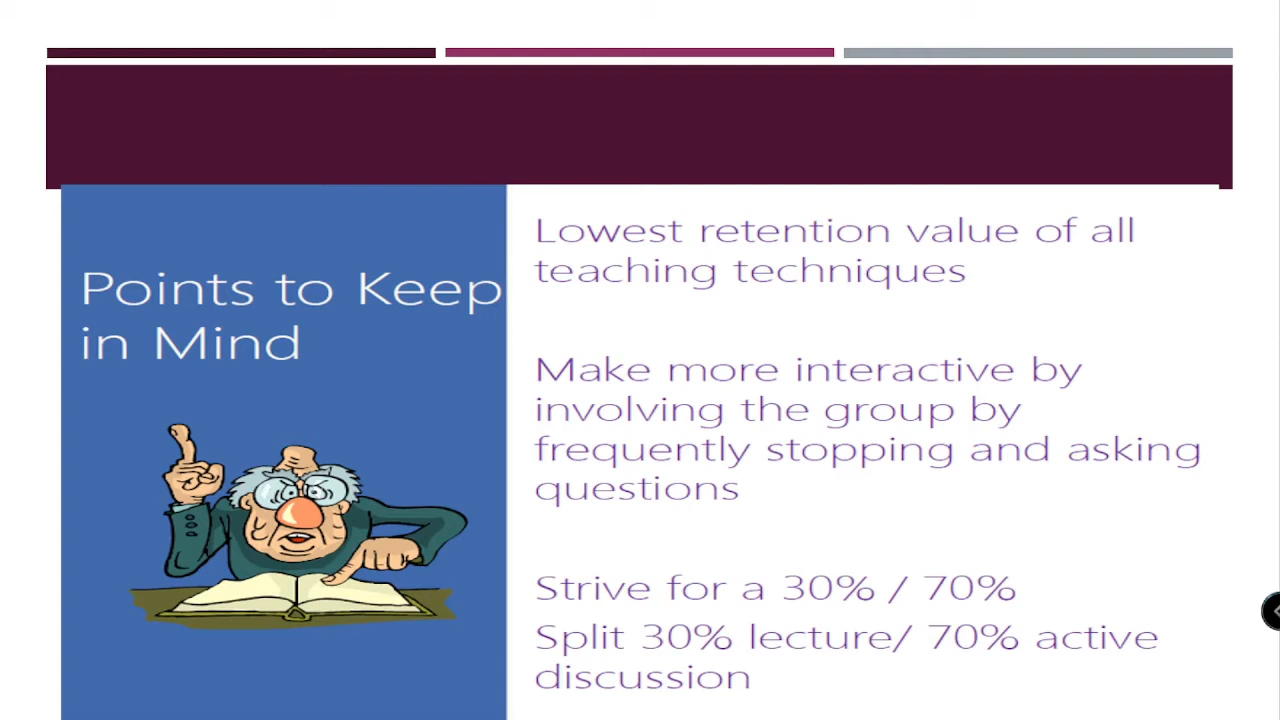 Points to Keep
in Mind
Lowest retention value of all
teaching techniques
Make more interactive by
involving the group by
frequently stopping and asking
questions
Strive for a 30% / 70%
Split 30% lecture/ 70% active
discussion